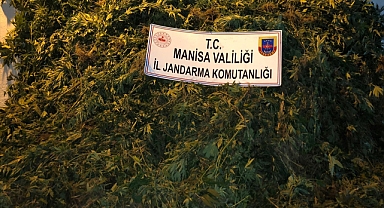 T.C.
MANİSA VALİLİĞİ
İL JANDARMA KOMUTANLIĞI